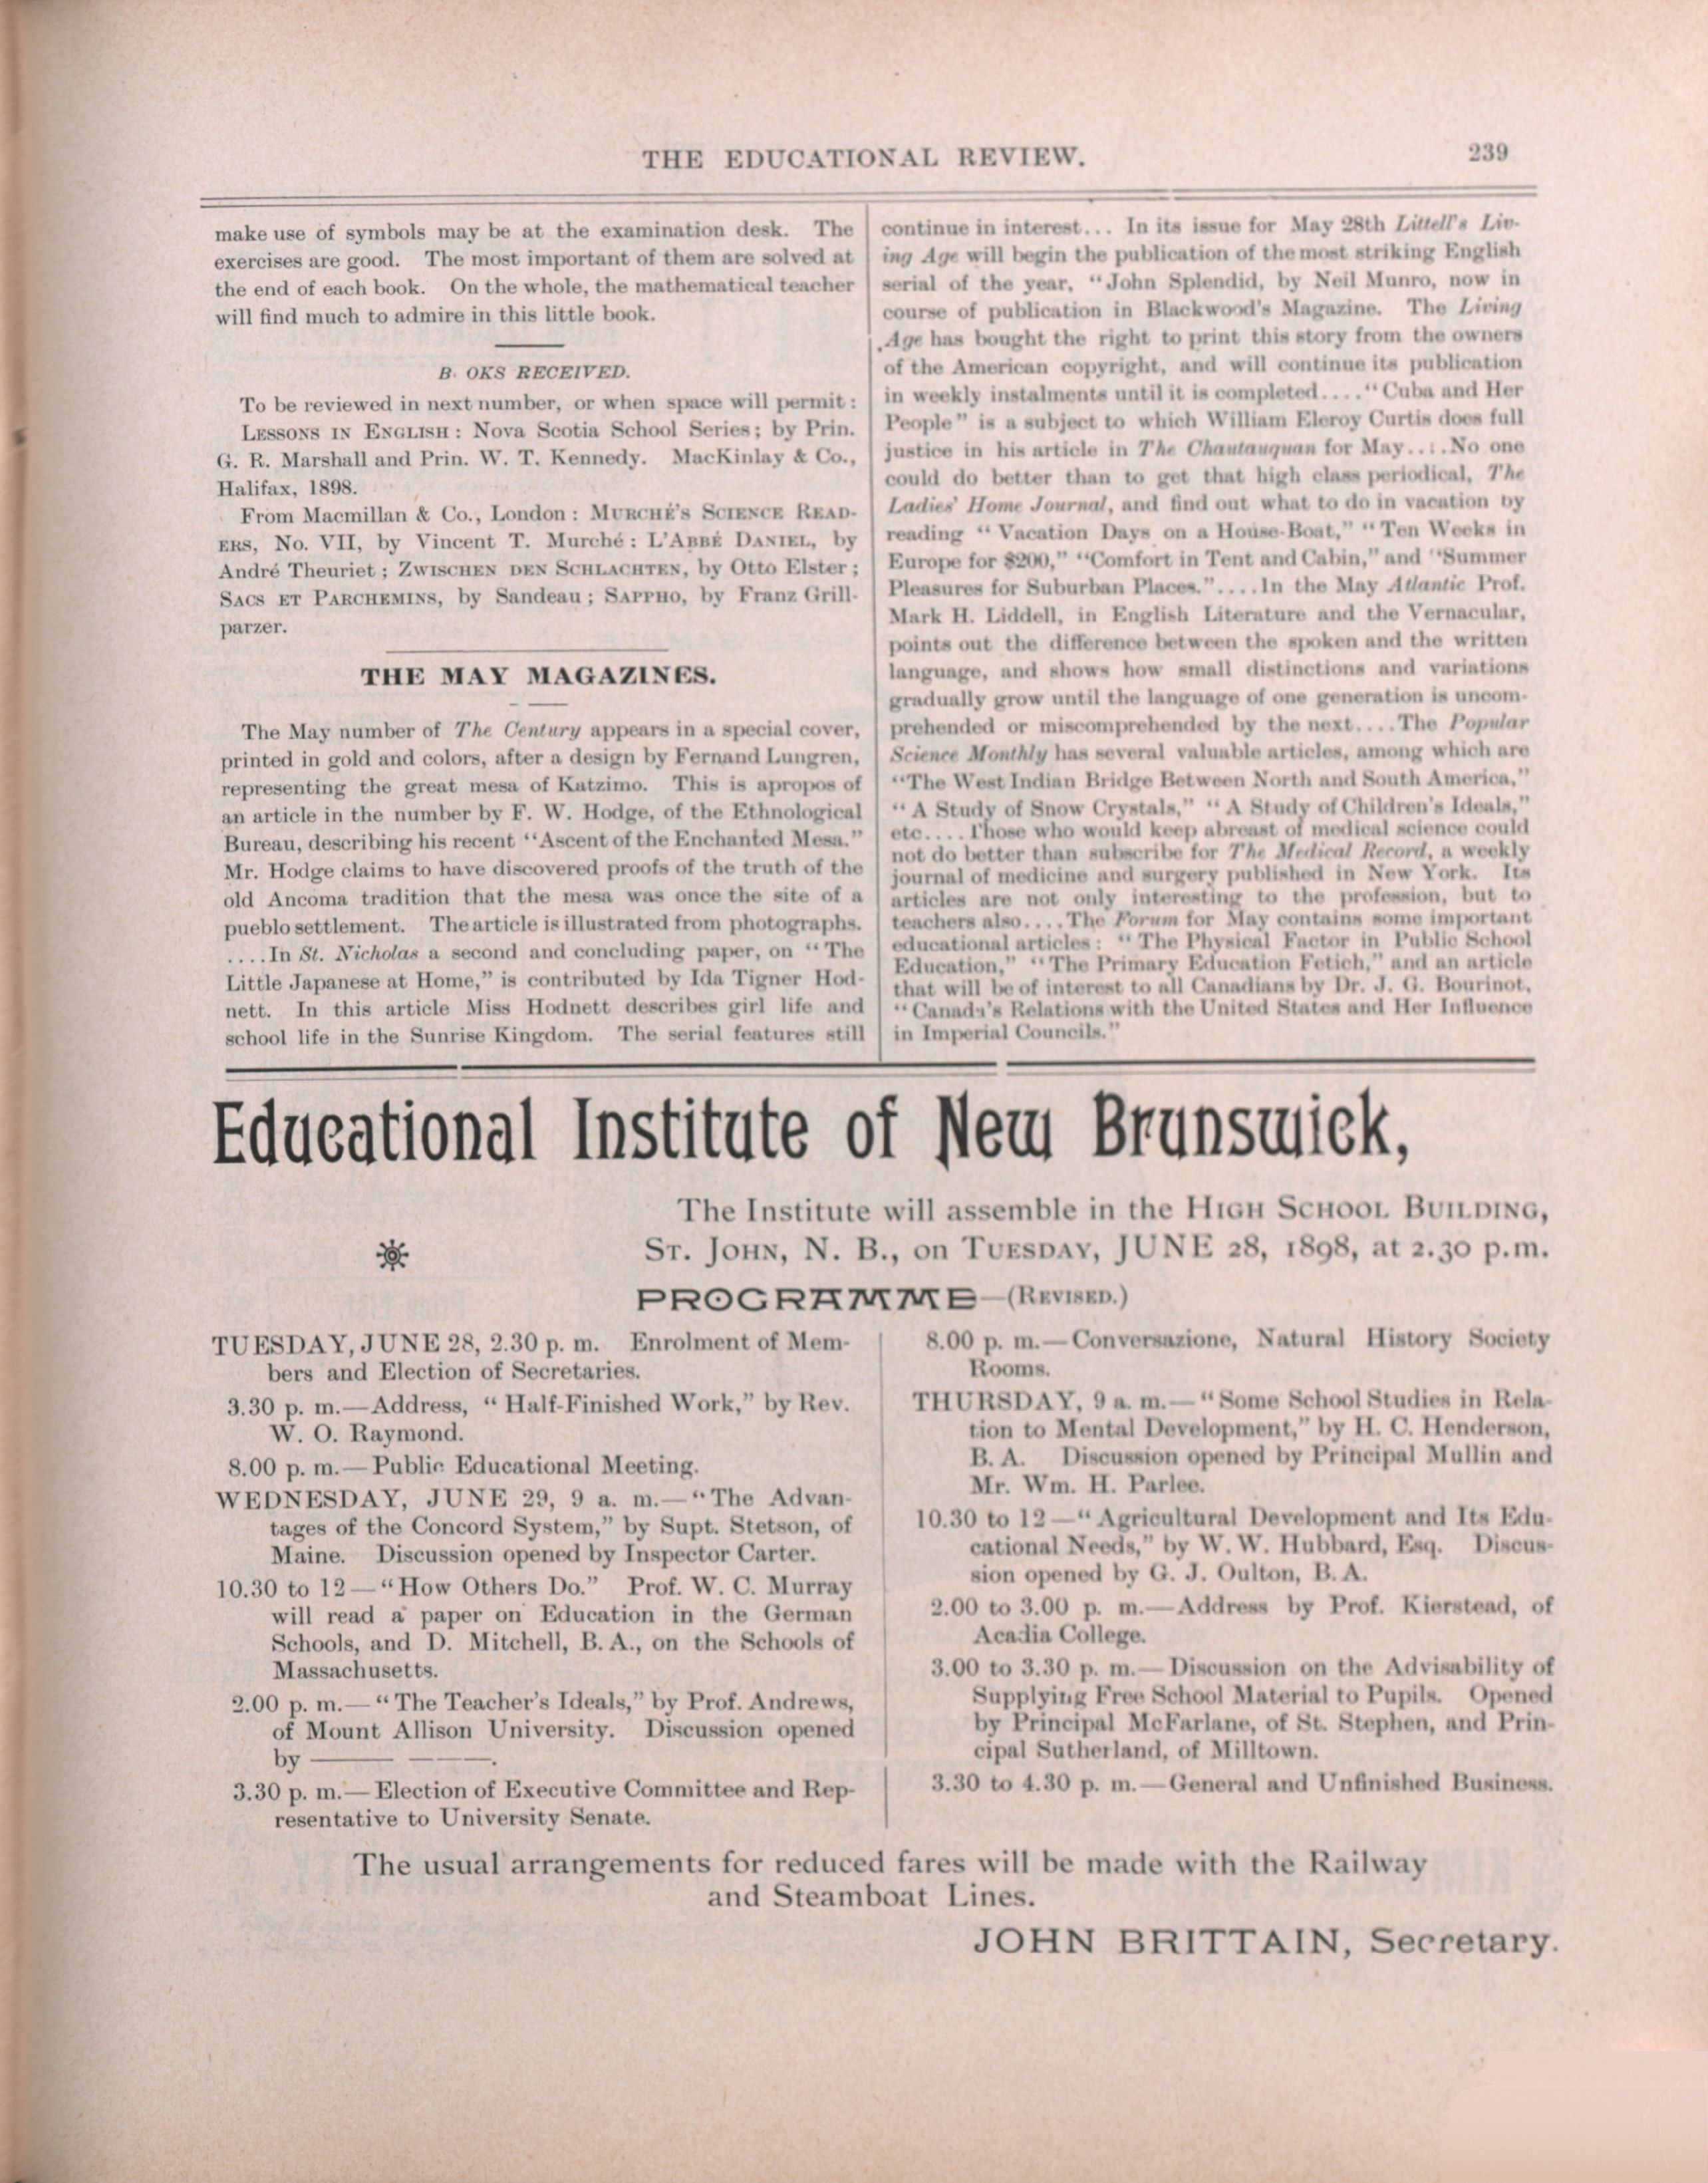 THE EDUCATIONAL REVIEW.
239
make use of symbols may be at the examination desk. The
exercises are good. The most important of them are solved at
the end of each book. On the whole, the mathematical teacher
will find much to admire in this little book.
B. OKS RECEIVED.
To be reviewed in next number, or when space will permit:
LESSONS IN ENGLISH: Nova Scotia School Series; by Prin.
G. R. Marshall and Prin. W. T. Kennedy. MacKinlay & Co.,
Halifax, 1898.
From Macmillan & Co., London: MURCHÉ'S SCIENCE READ-
ERS, No. VII, by Vincent T. Murché: L'ABBÉ DANIEL, by
André Theuriet; ZWISCHEN DEN SCHLACHTEN, by Otto Elster;
SACS ET PARCHEMINS, by Sandeau; SAPPHO, by Franz Grill-
parzer.
THE MAY MAGAZINES.
The May number of The Century appears in a special cover,
printed in gold and colors, after a design by Fernand Lungren,
representing the great mesa of Katzimo. This is apropos of
an article in the number by F. W. Hodge, of the Ethnological
Bureau, describing his recent "Ascent of the Enchanted Mesa."
Mr. Hodge claims to have discovered proofs of the truth of the
old Ancoma tradition that the mesa was once the site of a
pueblo settlement. The article is illustrated from photographs.
....In St. Nicholas a second and concluding paper, on "The
Little Japanese at Home," is contributed by Ida Tigner Hod-
nett. In this article Miss Hodnett describes girl life and
school life in the Sunrise Kingdom. The serial features still
continue in interest... In its issue for May 28th Littell's Liv-
ing Age will begin the publication of the most striking English
serial of the year, "John Splendid, by Neil Munro, now in
course of publication in Blackwood's Magazine. The Living
Age has bought the right to print this story from the owners
of the American copyright, and will continue its publication
in weekly instalments until it is completed...."Cuba and Her
People" is a subject to which William Eleroy Curtis does full
justice in his article in The Chautauquan for May....No one
could do better than to get that high class periodical, The
Ladies' Home Journal, and find out what to do in vacation by
reading "Vacation Days on a House-Boat," "Ten Weeks in
Europe for $200," "Comfort in Tent and Cabin," and "Summer
Pleasures for Suburban Places."....In the May Atlantic Prof.
Mark H. Liddell, in English Literature and the Vernacular,
points out the difference between the spoken and the written
language, and shows how small distinctions and variations
gradually grow until the language of one generation is uncom-
prehended or miscomprehended by the next....The Popular
Science Monthly has several valuable articles, among which are
"The West Indian Bridge Between North and South America,"
"A Study of Snow Crystals," "A Study of Children's Ideals,"
etc.... Those who would keep abreast of medical science could
not do better than subscribe for The Medical Record, a weekly
journal of medicine and surgery published in New York. Its
articles are not only interesting to the profession, but to
teachers also....The Forum for May contains some important
educational articles: "The Physical Factor in Public School
Education," "The Primary Education Fetich," and an article
that will be of interest to all Canadians by Dr. J. G. Bourinot,
"Canada's Relations with the United States and Her Influence
in Imperial Councils."
Educational Institute of New Brunswick,
The Institute will assemble in the HIGH SCHOOL BUILDING,
ST. JOHN, N. B., on TUESDAY, JUNE 28, 1898, at 2.30 p.m.
PROGRAMME—(REVISED.)
TUESDAY, JUNE 28, 2.30 p. m. Enrolment of Mem-
bers and Election of Secretaries.
3.30 p. m.—Address, "Half-Finished Work," by Rev.
W. O. Raymond.
8.00 p. m.—Public Educational Meeting.
WEDNESDAY, JUNE 29, 9 a. m.—"The Advan-
tages of the Concord System," by Supt. Stetson, of
Maine. Discussion opened by Inspector Carter.
10.30 to 12—"How Others Do." Prof. W. C. Murray
will read a paper on Education in the German
Schools, and D. Mitchell, B. A., on the Schools of
Massachusetts.
2.00 p. m.—"The Teacher's Ideals," by Prof. Andrews,
of Mount Allison University. Discussion opened
by —— ——.
3.30 p. m.—Election of Executive Committee and Rep-
resentative to University Senate.
8.00 p. m.—Conversazione, Natural History Society
Rooms.
THURSDAY, 9 a. m.—"Some School Studies in Rela-
tion to Mental Development," by H. C. Henderson,
B. A. Discussion opened by Principal Mullin and
Mr. Wm. H. Parlee.
10.30 to 12—"Agricultural Development and Its Edu-
cational Needs," by W. W. Hubbard, Esq. Discus-
sion opened by G. J. Oulton, B. A.
2.00 to 3.00 p. m.—Address by Prof. Kierstead, of
Acadia College.
3.00 to 3.30 p. m.—Discussion on the Advisability of
Supplying Free School Material to Pupils. Opened
by Principal McFarlane, of St. Stephen, and Prin-
cipal Sutherland, of Milltown.
3.30 to 4.30 p. m.—General and Unfinished Business.
The usual arrangements for reduced fares will be made with the Railway
and Steamboat Lines.
JOHN BRITTAIN, Secretary.